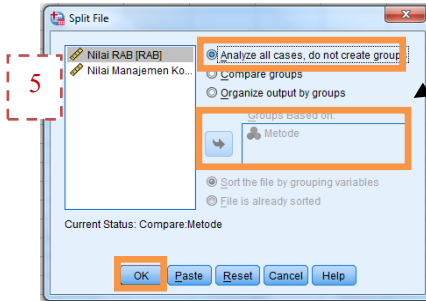 Split File
Nilai RAB [RAB]
Nilai Manajemen Ko...
Analyze all cases, do not create groups
Compare groups
Organize output by groups
Groups Based on:
Metode
Sort the file by grouping variables
File is already sorted
Current Status: Compare:Metode
OK Paste Reset Cancel Help
5